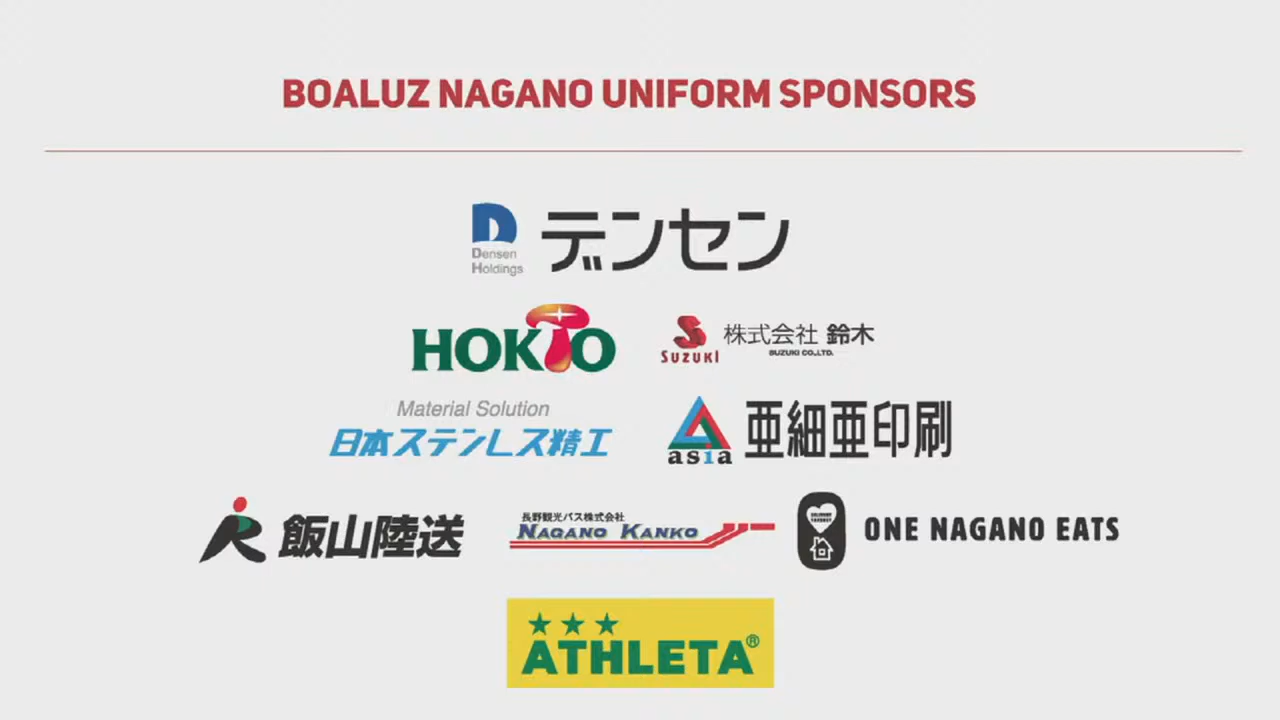 BOALUZ NAGANO UNIFORM SPONSORS
Densen
Holdings
デンセン
HOKTO
SUZUKI
株式会社 鈴木
SUZUKI CO.,LTD.
Material Solution
日本ステンレス精工
asia
亜細亜印刷
飯山陸送
長野観光バス株式会社
NAGANO KANKO
ONE NAGANO EATS
ATHLETA®